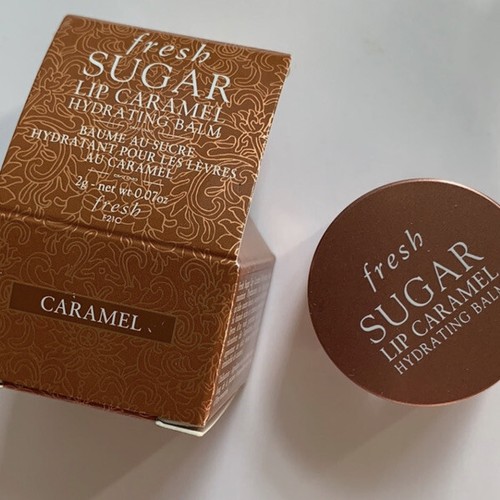 fresh
SUGAR
LIP CARAMEL
HYDRATING BALM
BAUME AU SUCRE
HYDRATANT POUR LES LÈVRES
AU CARAMEL
2g - net wt 0.07oz
fresh
F21C
CARAMEL
fresh
SUGAR
LIP CARAMEL
HYDRATING BALM